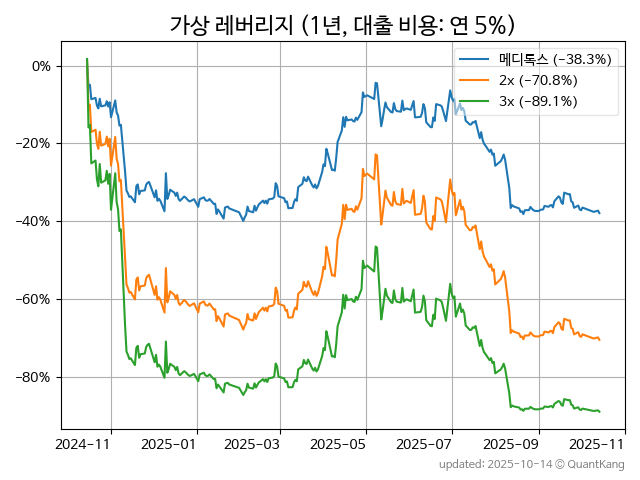 가상 레버리지 (1년, 대출 비용: 연 5%)
메디톡스 (−38.3%)
2x (−70.8%)
3x (−89.1%)
0%
−20%
−40%
−60%
−80%
2024−11 2025−01 2025−03 2025−05 2025−07 2025−09 2025−11
updated: 2025-10-14 © QuantKang